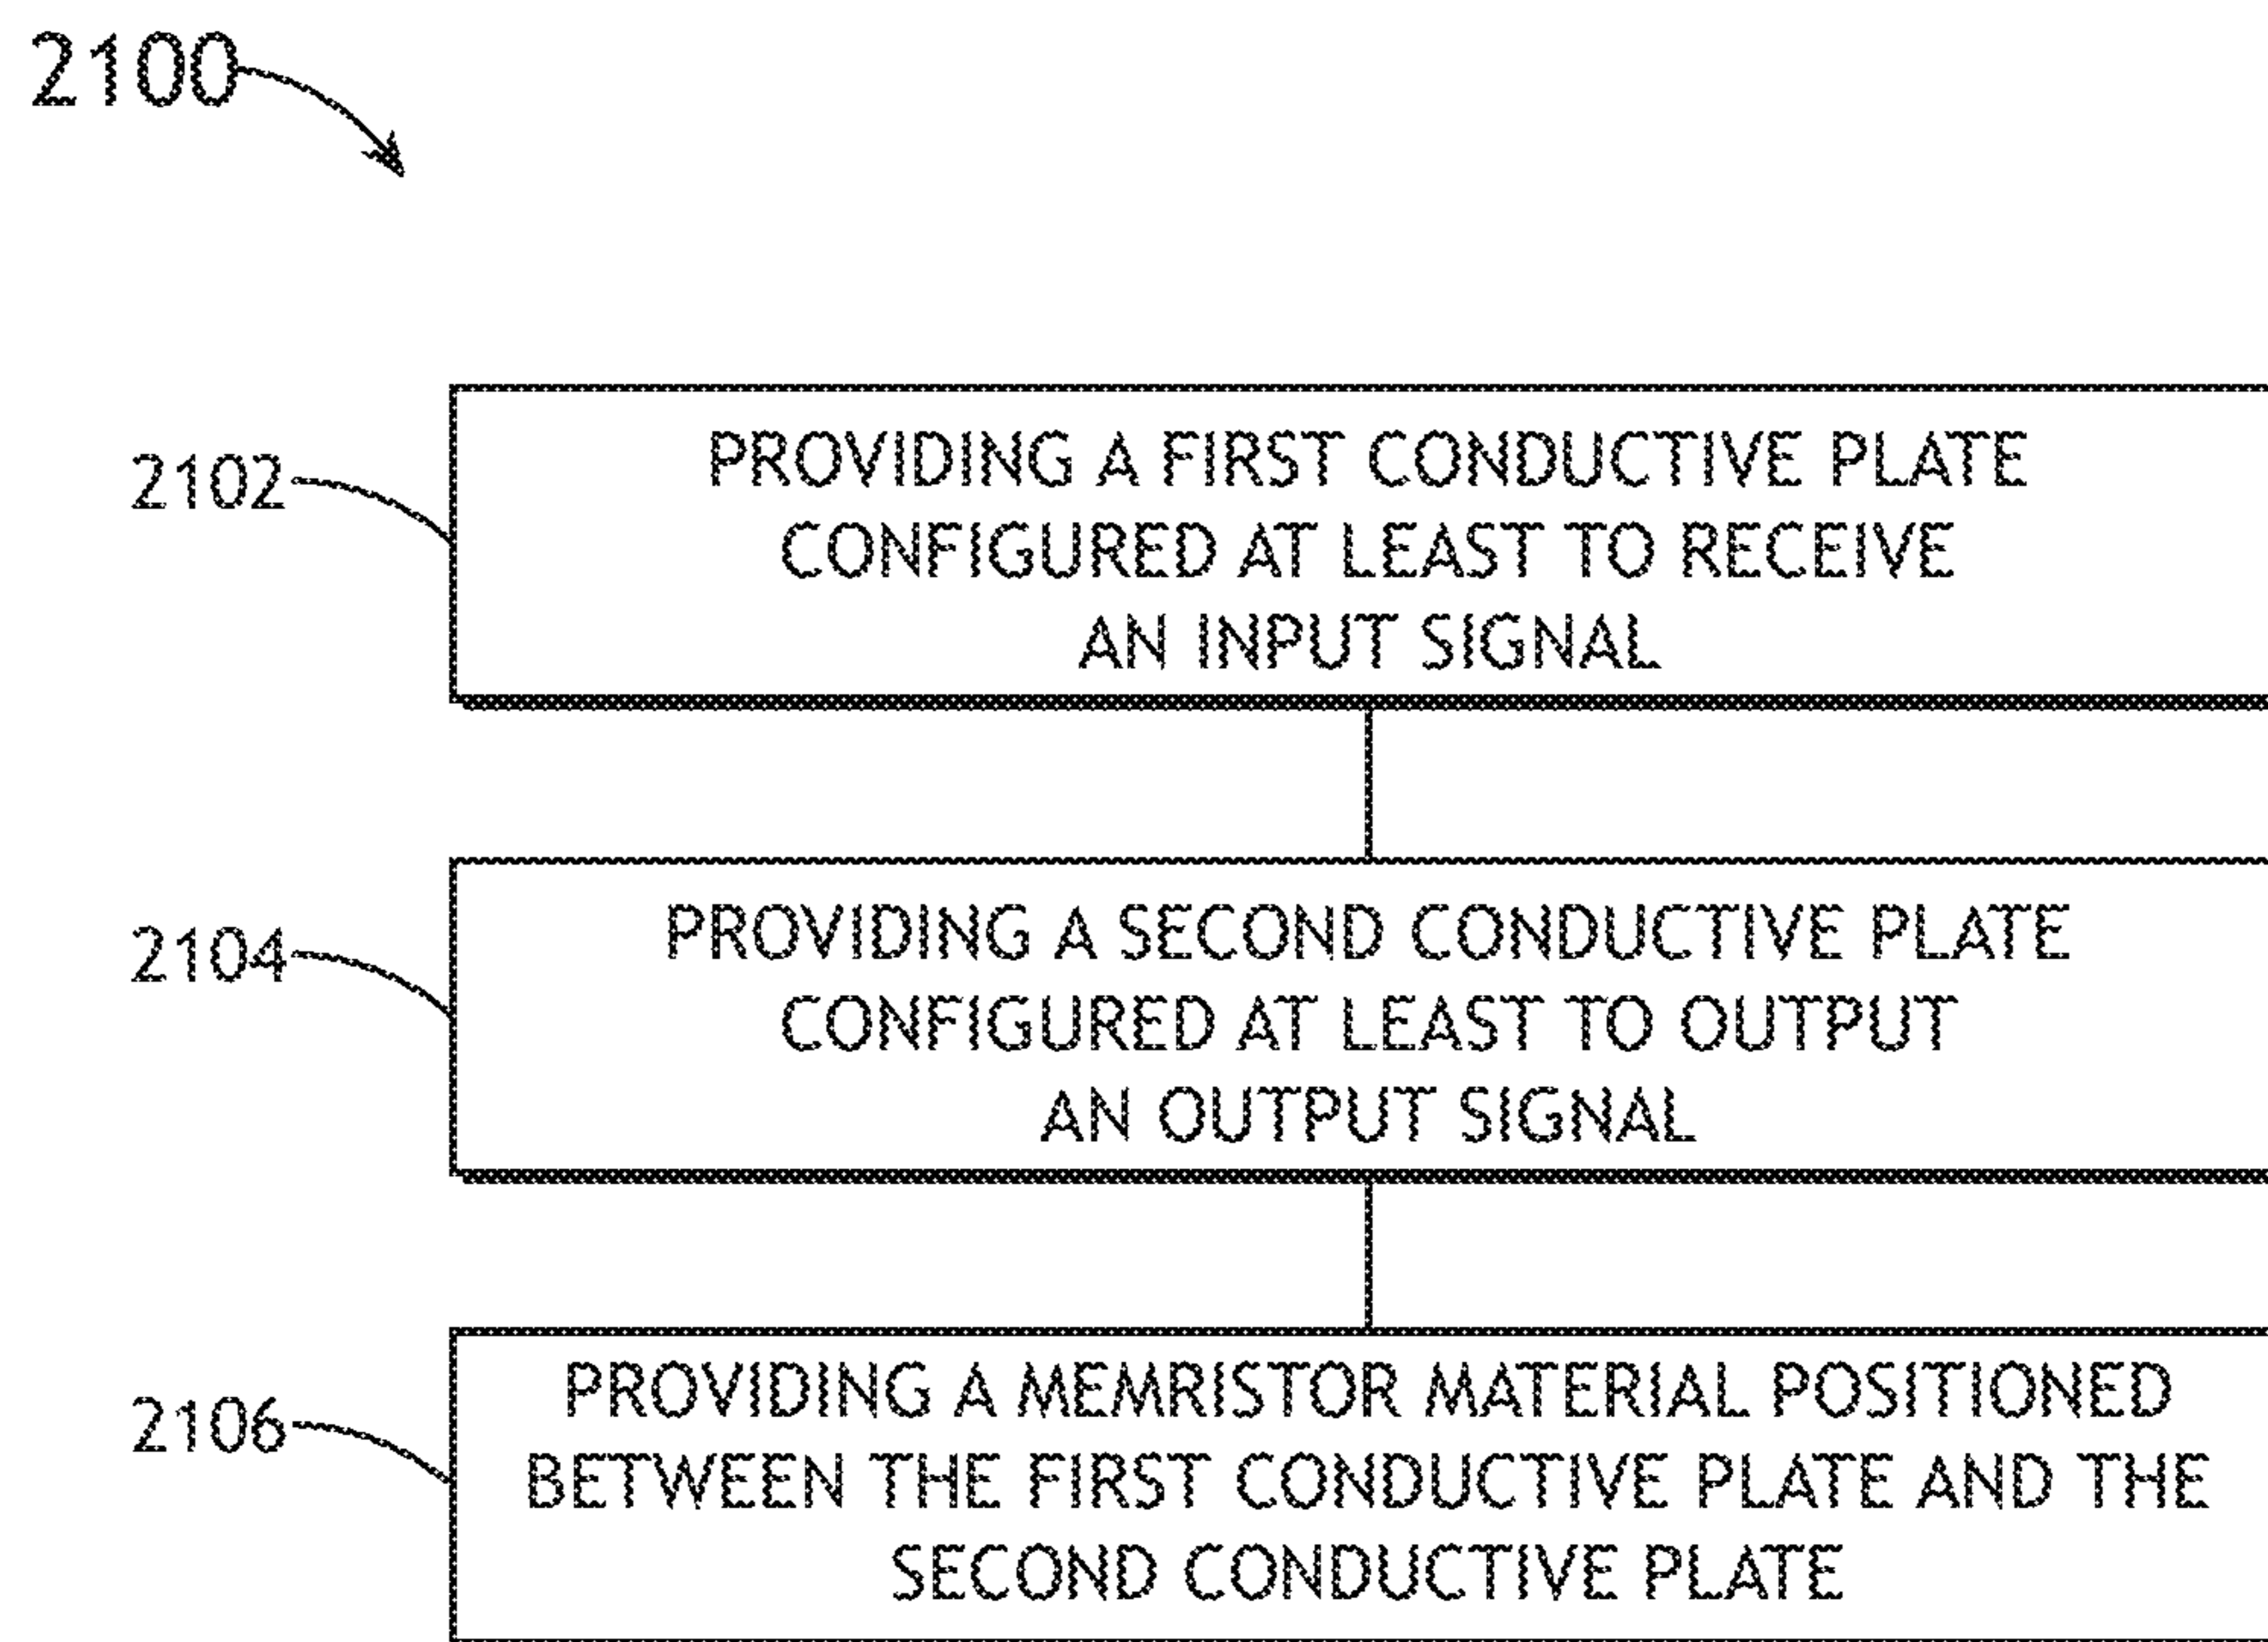 2100
2102
PROVIDING A FIRST CONDUCTIVE PLATE
CONFIGURED AT LEAST TO RECEIVE
AN INPUT SIGNAL
2104
PROVIDING A SECOND CONDUCTIVE PLATE
CONFIGURED AT LEAST TO OUTPUT
AN OUTPUT SIGNAL
2106
PROVIDING A MEMRISTOR MATERIAL POSITIONED
BETWEEN THE FIRST CONDUCTIVE PLATE AND THE
SECOND CONDUCTIVE PLATE